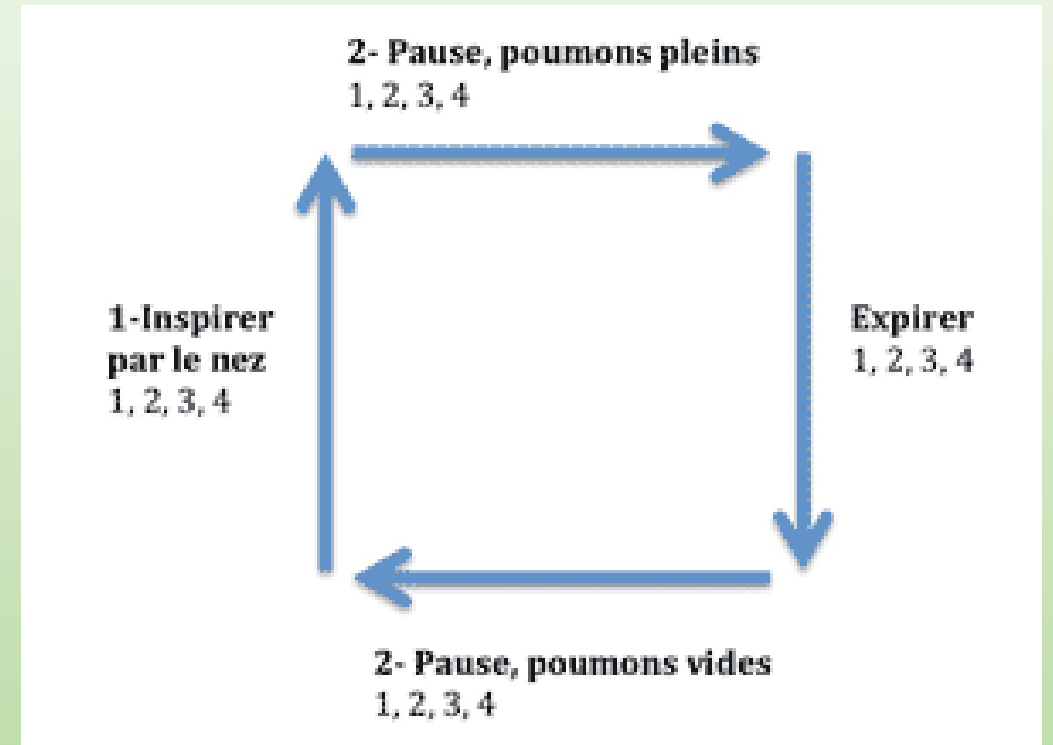 2- Pause, poumons pleins
1, 2, 3, 4
1-Inspirer
par le nez
1, 2, 3, 4
Expirer
1, 2, 3, 4
2- Pause, poumons vides
1, 2, 3, 4